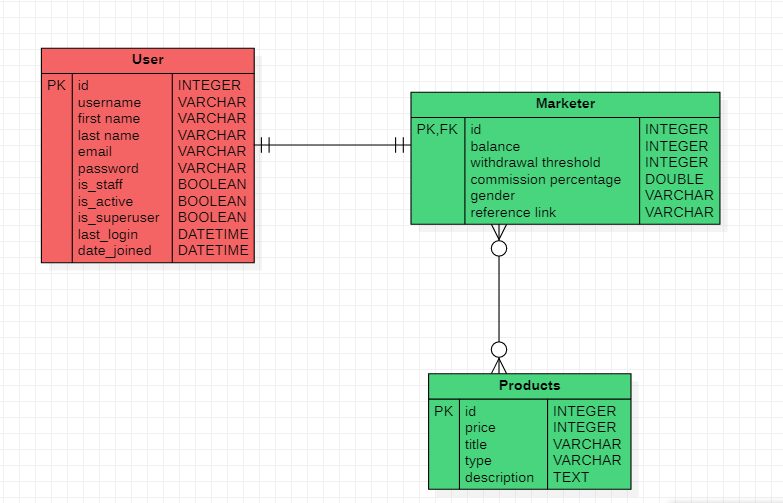 User
PK id INTEGER
username VARCHAR
first name VARCHAR
last name VARCHAR
email VARCHAR
password VARCHAR
is_staff BOOLEAN
is_active BOOLEAN
is_superuser BOOLEAN
last_login DATETIME
date_joined DATETIME
Marketer
PK,FK id INTEGER
balance INTEGER
withdrawal threshold INTEGER
commission percentage DOUBLE
gender VARCHAR
reference link VARCHAR
Products
PK id INTEGER
price INTEGER
title VARCHAR
type VARCHAR
description TEXT